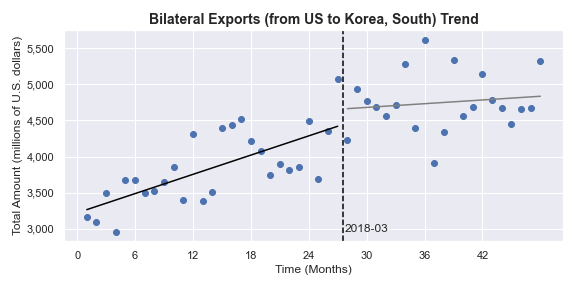 Bilateral Exports (from US to Korea, South) Trend
Total Amount (millions of U.S. dollars)
5,500
5,000
4,500
4,000
3,500
3,000
2018-03
0 6 12 18 24 30 36 42
Time (Months)